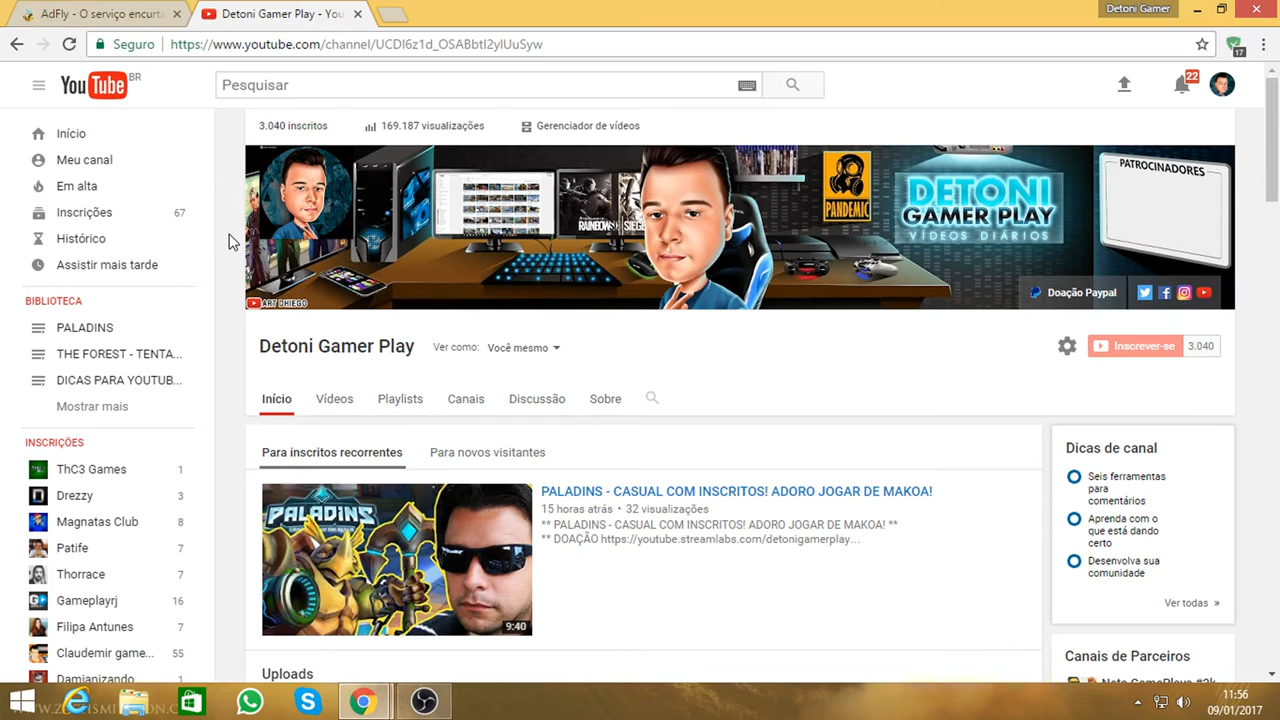 AdFly - O serviço encurta
Detoni Gamer Play - You
Detoni Gamer
Seguro
https://www.youtube.com/channel/UCDl6z1d_OSABbtI2yIUuSyw
17
YouTube BR
Pesquisar
22
Início
Meu canal
Em alta
Inscrições 67
Histórico
Assistir mais tarde
BIBLIOTECA
PALADINS
THE FOREST - TENTA...
DICAS PARA YOUTUB...
Mostrar mais
INSCRIÇÕES
ThC3 Games 1
Drezzy 3
Magnatas Club 8
Patife 7
Thorrace 7
Gameplayrj 16
Filipa Antunes 7
Claudemir game... 55
Damianizando 1
3.040 inscritos
169.187 visualizações
Gerenciador de vídeos
RAINBOW SIEGE
PANDEMIC
DETONI
GAMER PLAY
VÍDEOS DIÁRIOS
PATROCINADORES
ART DHIEGO
Doação Paypal
Detoni Gamer Play
Ver como: Você mesmo
Inscrever-se 3.040
Início
Vídeos
Playlists
Canais
Discussão
Sobre
Para inscritos recorrentes
Para novos visitantes
PALADINS
9:40
PALADINS - CASUAL COM INSCRITOS! ADORO JOGAR DE MAKOA!
15 horas atrás • 32 visualizações
** PALADINS - CASUAL COM INSCRITOS! ADORO JOGAR DE MAKOA! **
** DOAÇÃO https://youtube.streamlabs.com/detonigamerplay...
Uploads
Dicas de canal
Seis ferramentas
para
comentários
Aprenda com o
que está dando
certo
Desenvolva sua
comunidade
Ver todas »
Canais de Parceiros
11:56
09/01/2017